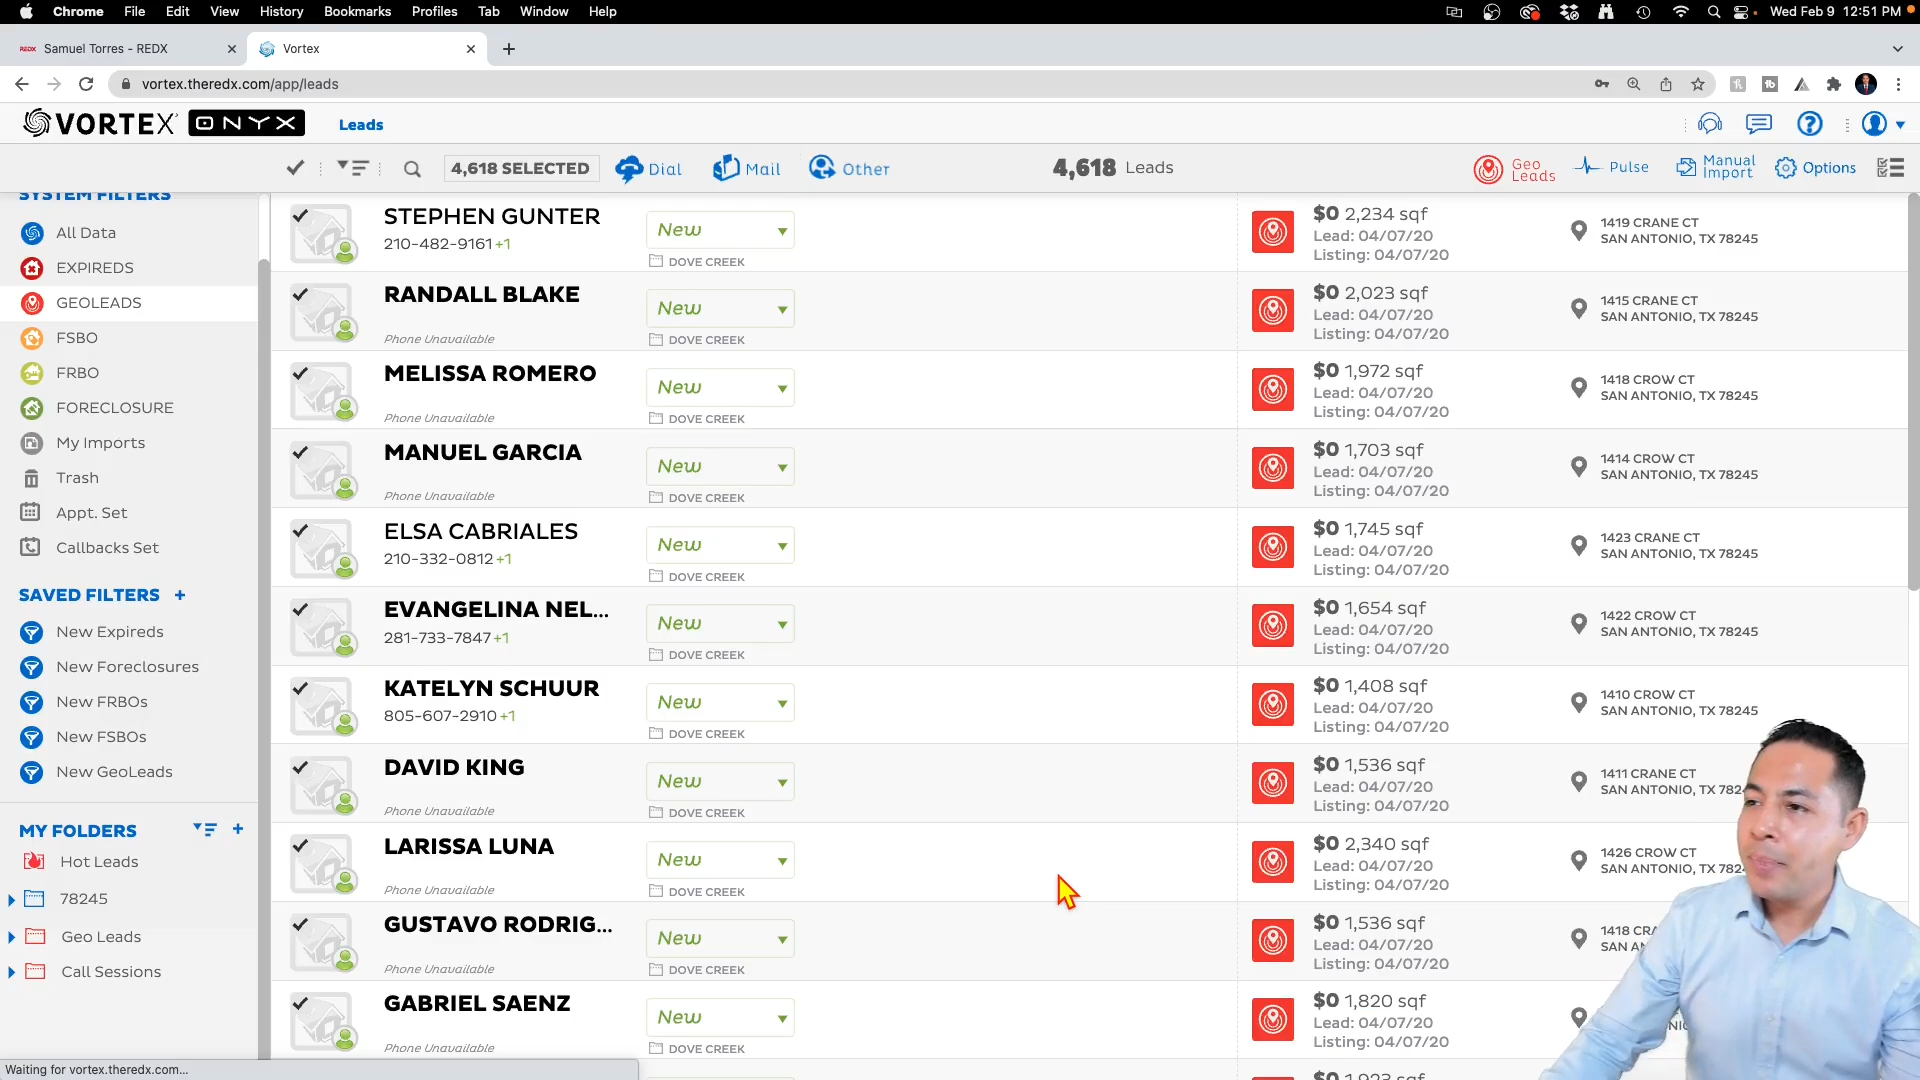 Chrome File Edit View History Bookmarks Profiles Tab Window Help Wed Feb 9 12:51 PM
REDX Samuel Torres - REDX Vortex
vortex.theredx.com/app/leads
VORTEX ONYX Leads
4,618 SELECTED Dial Mail Other 4,618 Leads Geo Leads Pulse Manual Import Options
SYSTEM FILTERS
All Data
EXPIREDS
GEOLEADS
FSBO
FRBO
FORECLOSURE
My Imports
Trash
Appt. Set
Callbacks Set
SAVED FILTERS +
New Expireds
New Foreclosures
New FRBOs
New FSBOs
New GeoLeads
MY FOLDERS +
Hot Leads
78245
Geo Leads
Call Sessions
STEPHEN GUNTER
210-482-9161 +1
New
DOVE CREEK
$0 2,234 sqf
Lead: 04/07/20
Listing: 04/07/20
1419 CRANE CT
SAN ANTONIO, TX 78245
RANDALL BLAKE
Phone Unavailable
New
DOVE CREEK
$0 2,023 sqf
Lead: 04/07/20
Listing: 04/07/20
1415 CRANE CT
SAN ANTONIO, TX 78245
MELISSA ROMERO
Phone Unavailable
New
DOVE CREEK
$0 1,972 sqf
Lead: 04/07/20
Listing: 04/07/20
1418 CROW CT
SAN ANTONIO, TX 78245
MANUEL GARCIA
Phone Unavailable
New
DOVE CREEK
$0 1,703 sqf
Lead: 04/07/20
Listing: 04/07/20
1414 CROW CT
SAN ANTONIO, TX 78245
ELSA CABRIALES
210-332-0812 +1
New
DOVE CREEK
$0 1,745 sqf
Lead: 04/07/20
Listing: 04/07/20
1423 CRANE CT
SAN ANTONIO, TX 78245
EVANGELINA NEL...
281-733-7847 +1
New
DOVE CREEK
$0 1,654 sqf
Lead: 04/07/20
Listing: 04/07/20
1422 CROW CT
SAN ANTONIO, TX 78245
KATELYN SCHUUR
805-607-2910 +1
New
DOVE CREEK
$0 1,408 sqf
Lead: 04/07/20
Listing: 04/07/20
1410 CROW CT
SAN ANTONIO, TX 78245
DAVID KING
Phone Unavailable
New
DOVE CREEK
$0 1,536 sqf
Lead: 04/07/20
Listing: 04/07/20
1411 CRANE CT
SAN ANTONIO, TX 782
LARISSA LUNA
Phone Unavailable
New
DOVE CREEK
$0 2,340 sqf
Lead: 04/07/20
Listing: 04/07/20
1426 CROW CT
SAN ANTONIO, TX 782
GUSTAVO RODRIG...
Phone Unavailable
New
DOVE CREEK
$0 1,536 sqf
Lead: 04/07/20
Listing: 04/07/20
1418 CRA
SAN AN
GABRIEL SAENZ
Phone Unavailable
New
DOVE CREEK
$0 1,820 sqf
Lead: 04/07/20
Listing: 04/07/20
$0 1,923 sqf
Waiting for vortex.theredx.com...